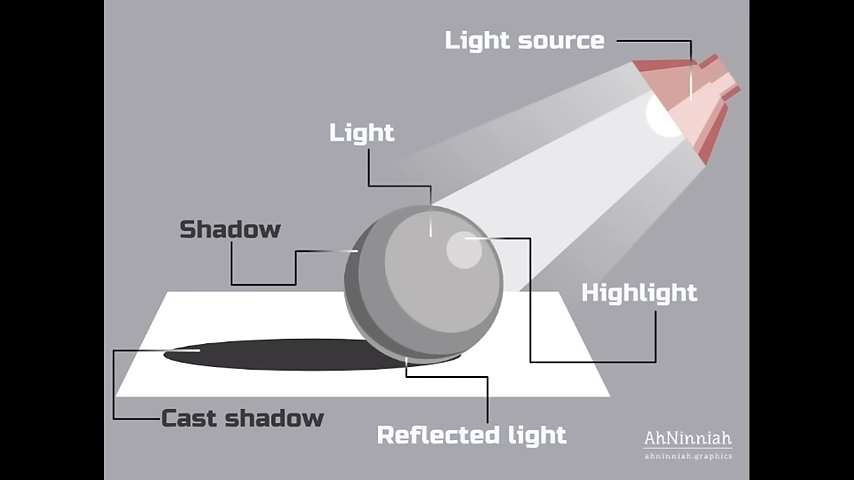 Light source
Light
Shadow
Highlight
Cast shadow
Reflected light
AhNinniah
ahninniah.graphics